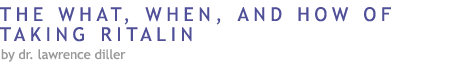 THE WHAT, WHEN, AND HOW OF
TAKING RITALIN
by dr. lawrence diller